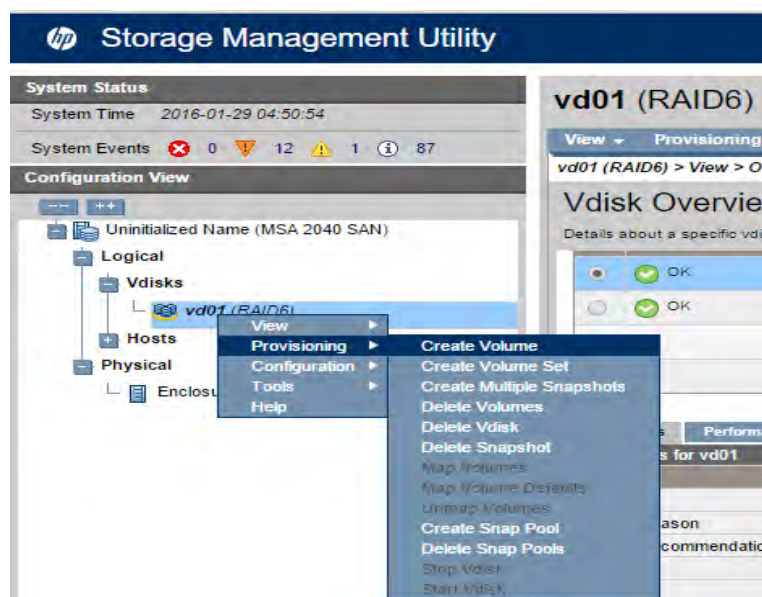 hp Storage Management Utility
System Status
System Time 2016-01-29 04:50:54
System Events 0 12 1 87
Configuration View
-- ++
Uninitialized Name (MSA 2040 SAN)
Logical
Vdisks
vd01 (RAID6)
Hosts
Physical
Enclosu
View
Provisioning
Configuration
Tools
Help
Create Volume
Create Volume Set
Create Multiple Snapshots
Delete Volumes
Delete Vdisk
Delete Snapshot
Map Volumes
Map Volume Defaults
Unmap Volumes
Create Snap Pool
Delete Snap Pools
Stop Vdisk
Start Vdisk
vd01 (RAID6)
View Provisioning
vd01 (RAID6) > View > O
Vdisk Overvie
Details about a specific vdi
OK
OK
s Perform
s for vd01
ason
commendatio